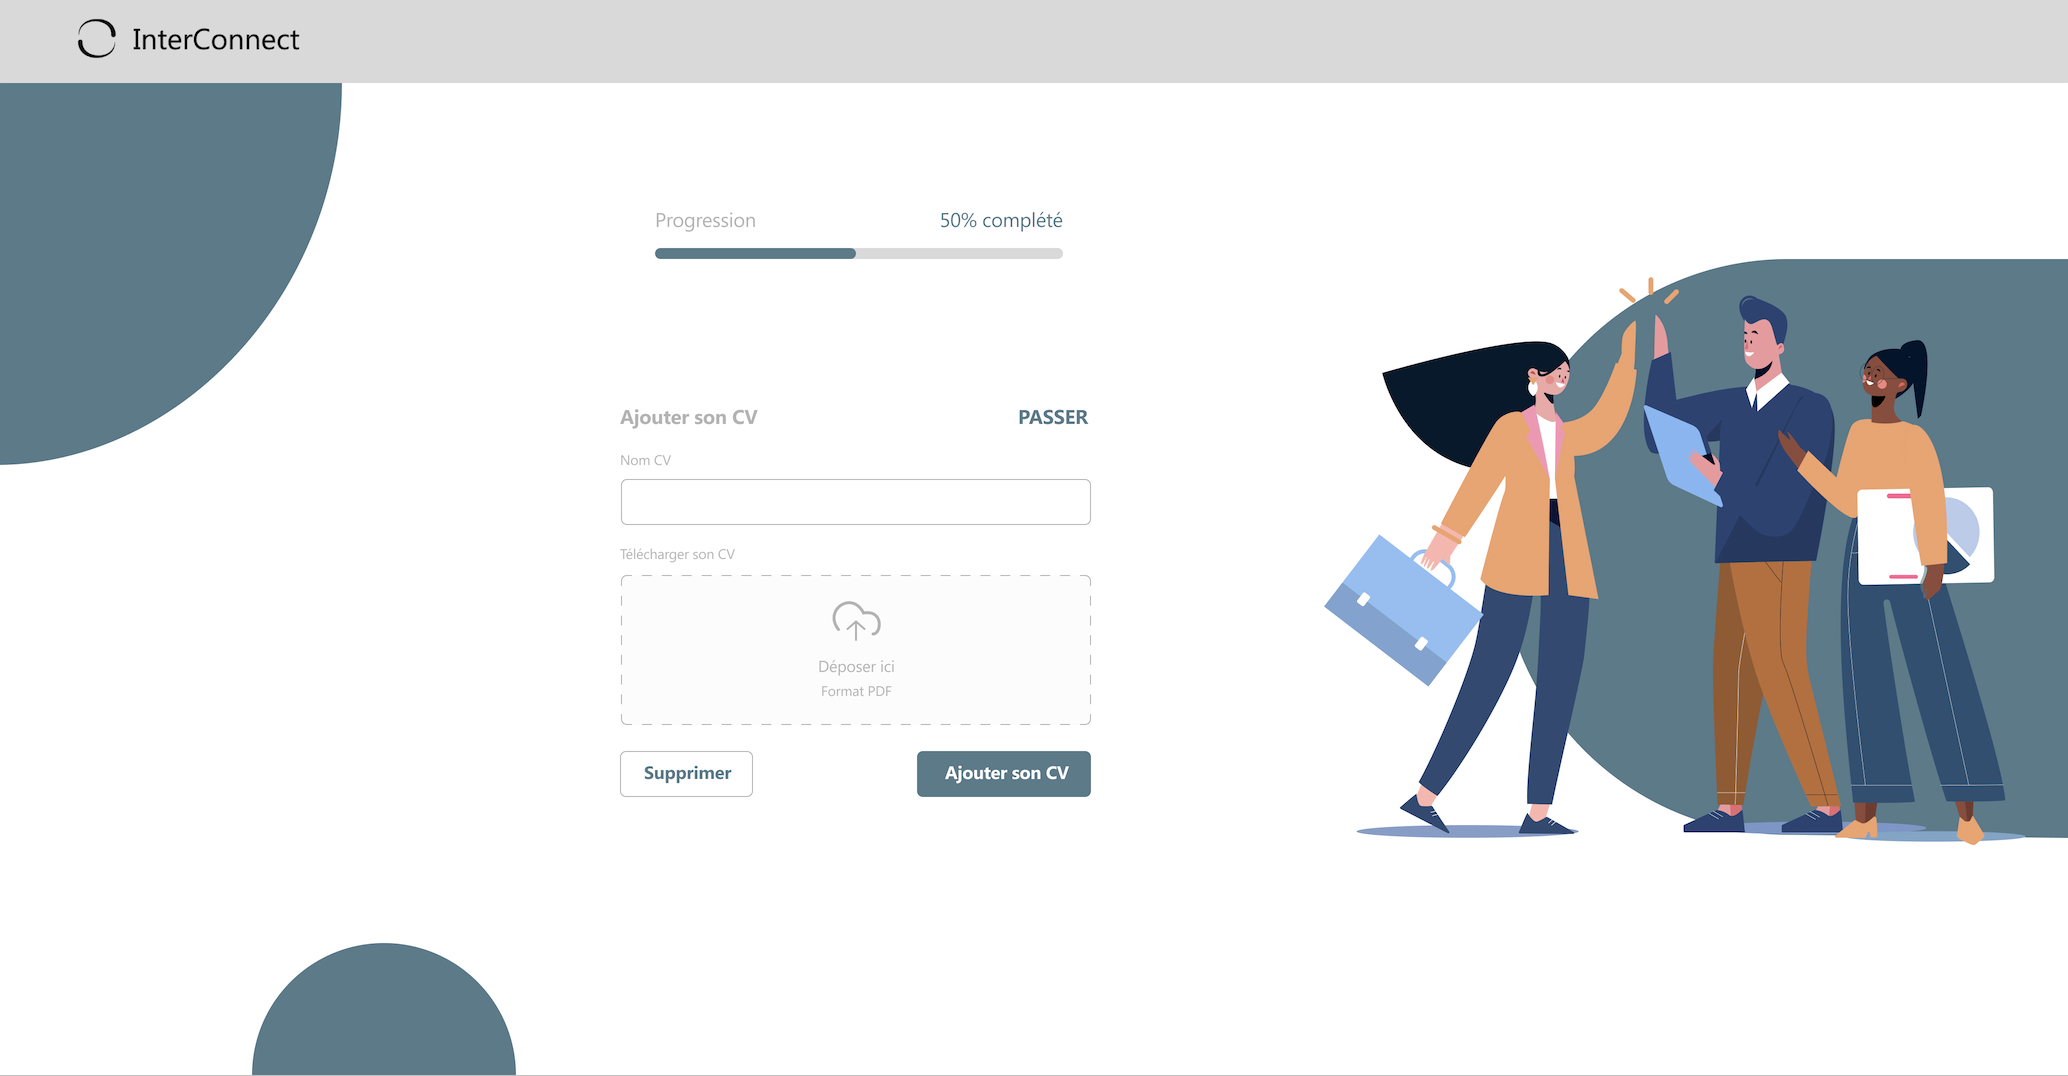 InterConnect
Progression
50% complété
Ajouter son CV
PASSER
Nom CV
Télécharger son CV
Déposer ici
Format PDF
Supprimer
Ajouter son CV